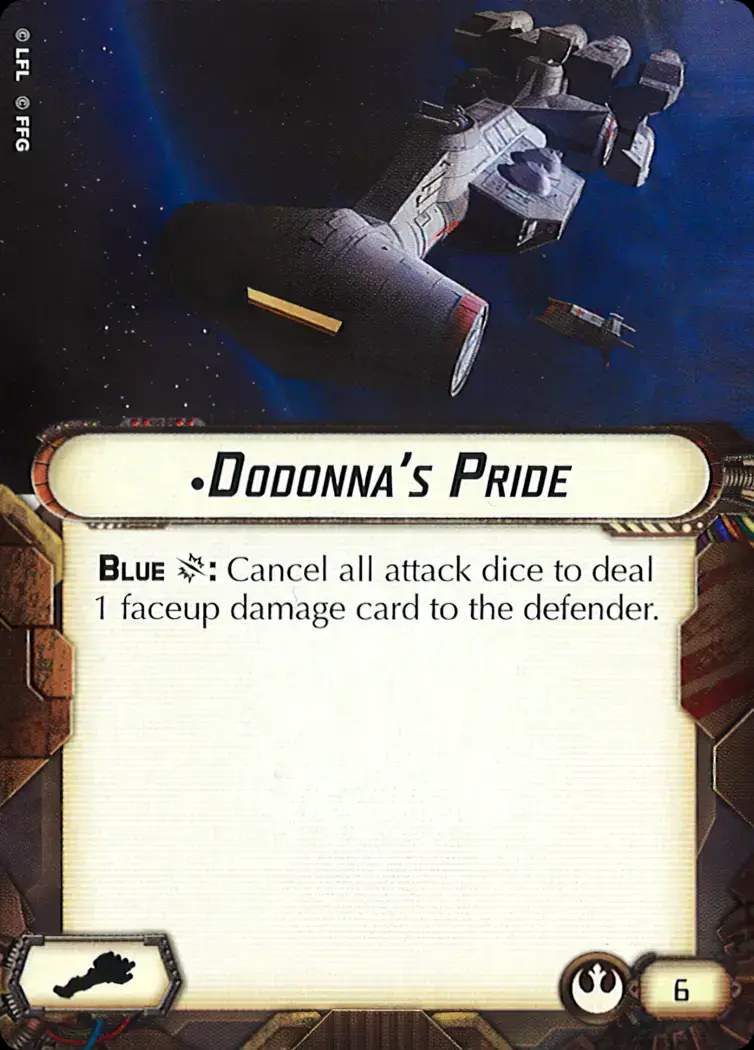 © LFL © FFG
•Dodonna's Pride
Blue : Cancel all attack dice to deal
1 faceup damage card to the defender.
6